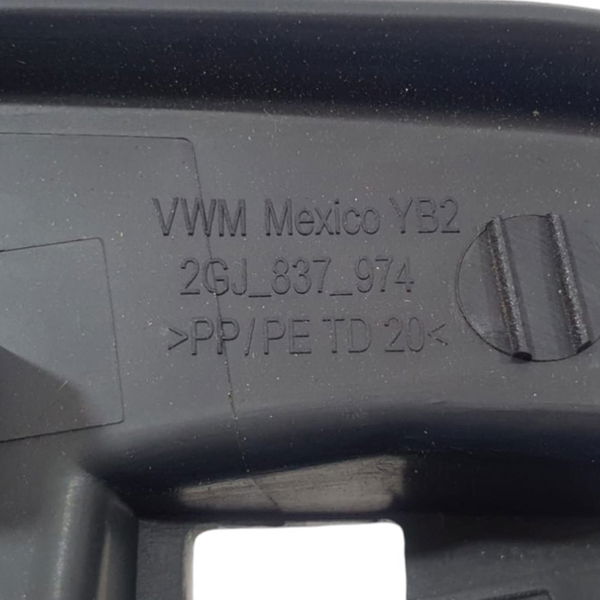 VWM Mexico YB2
2GJ_837_974
>PP/PE TD 20<